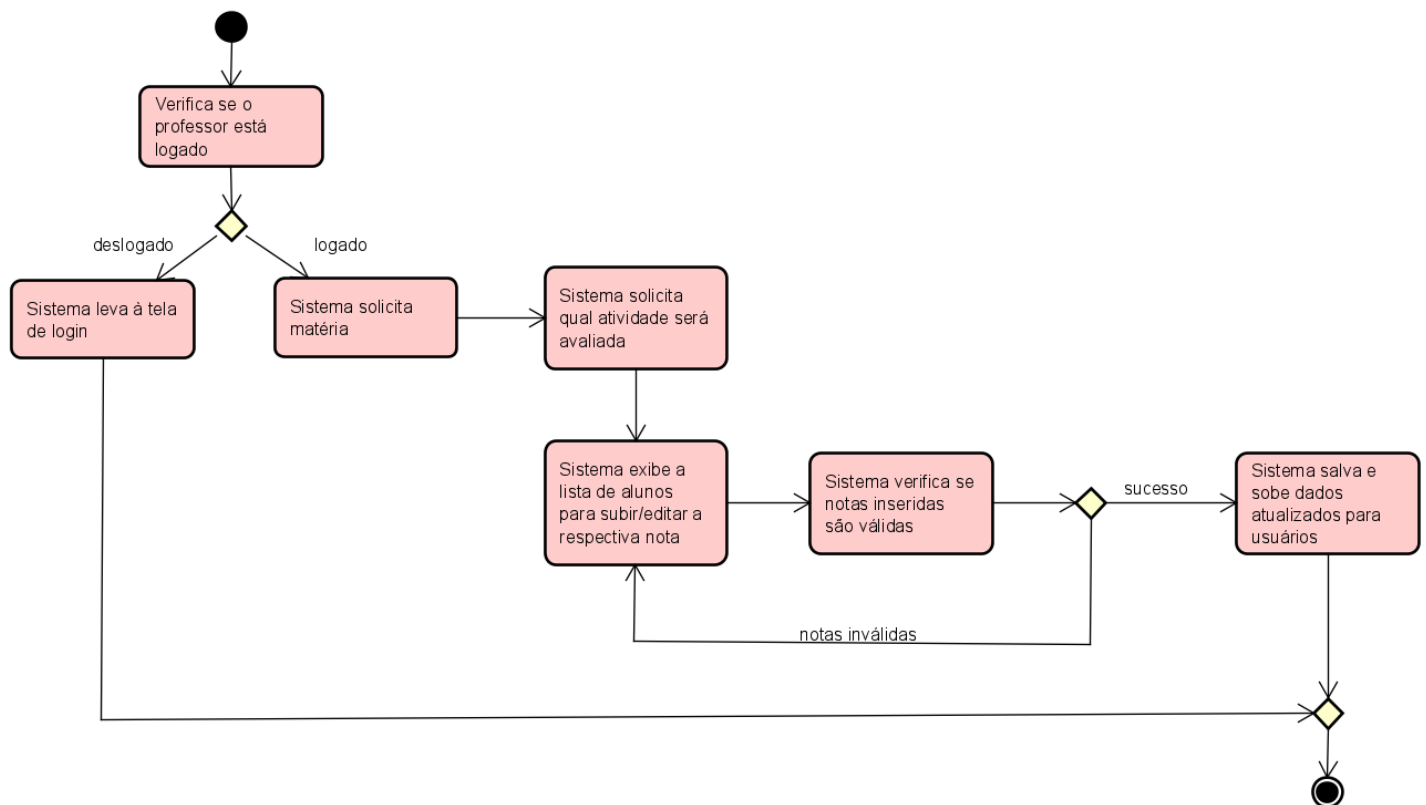 Verifica se o
professor está
logado
deslogado
logado
Sistema leva à tela
de login
Sistema solicita
matéria
Sistema solicita
qual atividade será
avaliada
Sistema exibe a
lista de alunos
para subir/editar a
respectiva nota
Sistema verifica se
notas inseridas
são válidas
sucesso
Sistema salva e
sobe dados
atualizados para
usuários
notas inválidas